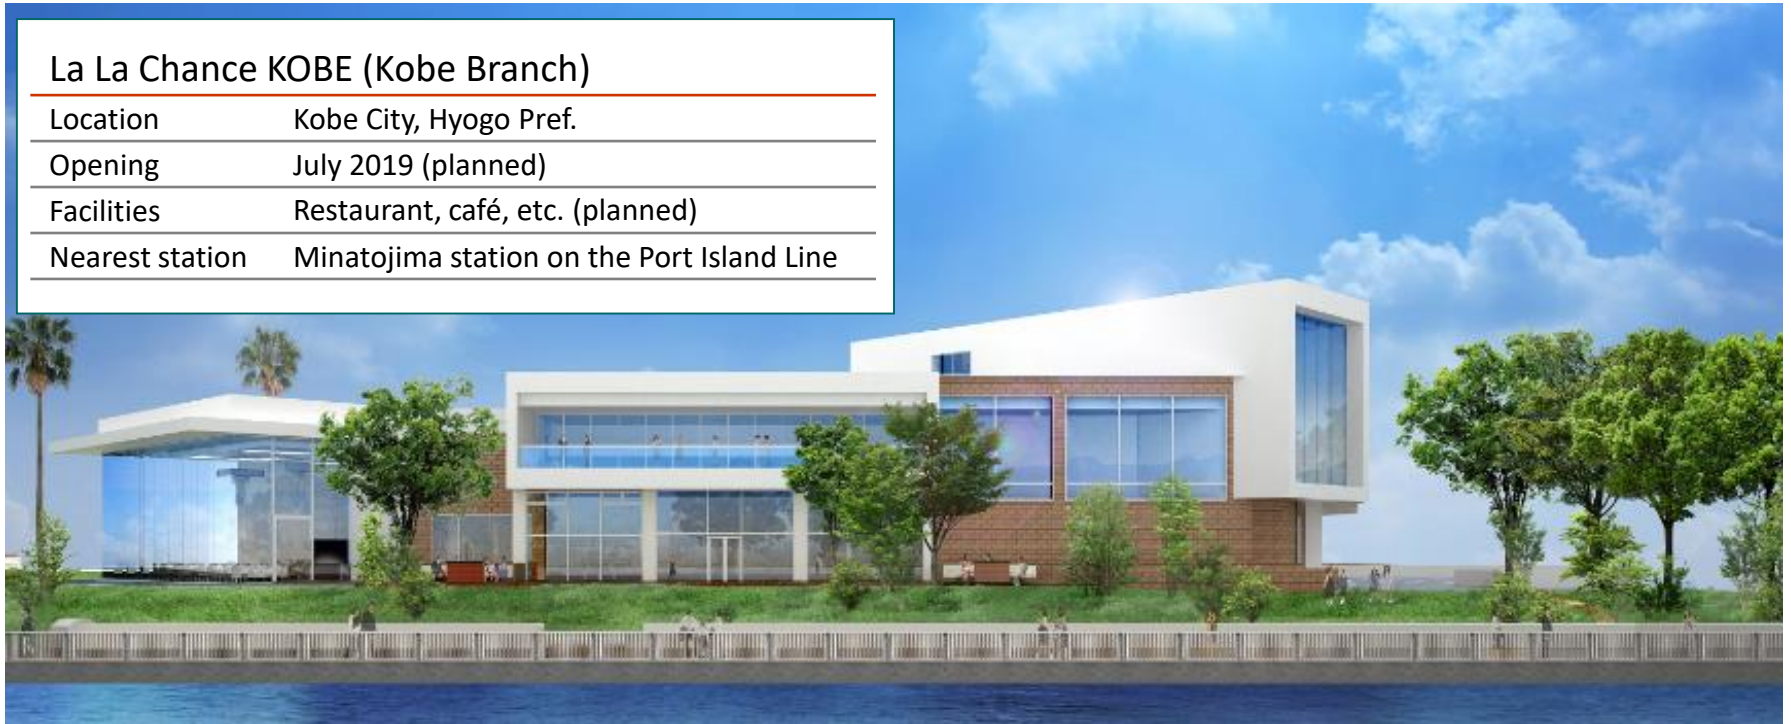 La La Chance KOBE (Kobe Branch)
Location Kobe City, Hyogo Pref.
Opening July 2019 (planned)
Facilities Restaurant, café, etc. (planned)
Nearest station Minatojima station on the Port Island Line